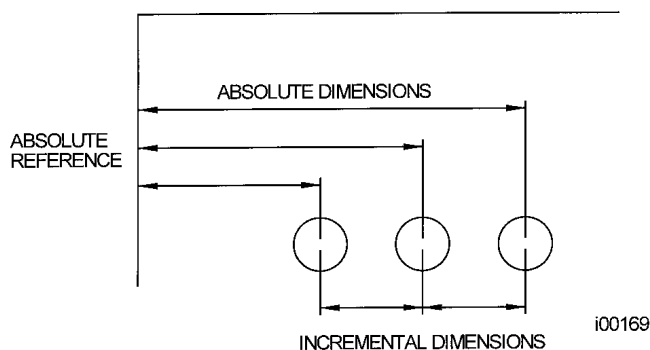 ABSOLUTE DIMENSIONS
ABSOLUTE
REFERENCE
i00169
INCREMENTAL DIMENSIONS